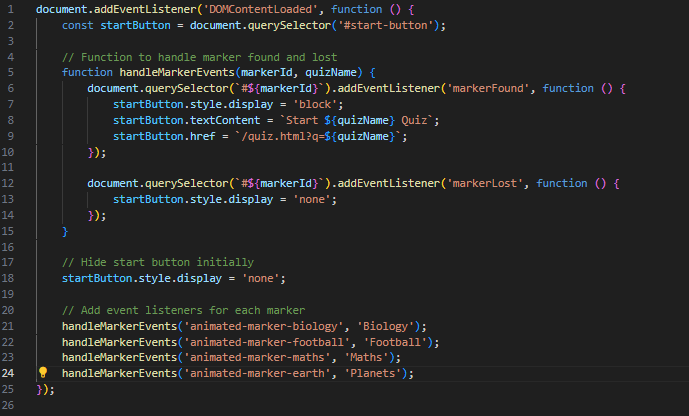 1 document.addEventListener('DOMContentLoaded', function () {
2     const startButton = document.querySelector('#start-button');
3
4     // Function to handle marker found and lost
5     function handleMarkerEvents(markerId, quizName) {
6         document.querySelector(`#${markerId}`).addEventListener('markerFound', function () {
7             startButton.style.display = 'block';
8             startButton.textContent = `Start ${quizName} Quiz`;
9             startButton.href = `/quiz.html?q=${quizName}`;
10         });
11
12         document.querySelector(`#${markerId}`).addEventListener('markerLost', function () {
13             startButton.style.display = 'none';
14         });
15     }
16
17     // Hide start button initially
18     startButton.style.display = 'none';
19
20     // Add event listeners for each marker
21     handleMarkerEvents('animated-marker-biology', 'Biology');
22     handleMarkerEvents('animated-marker-football', 'Football');
23     handleMarkerEvents('animated-marker-maths', 'Maths');
24     handleMarkerEvents('animated-marker-earth', 'Planets');
25 });
26